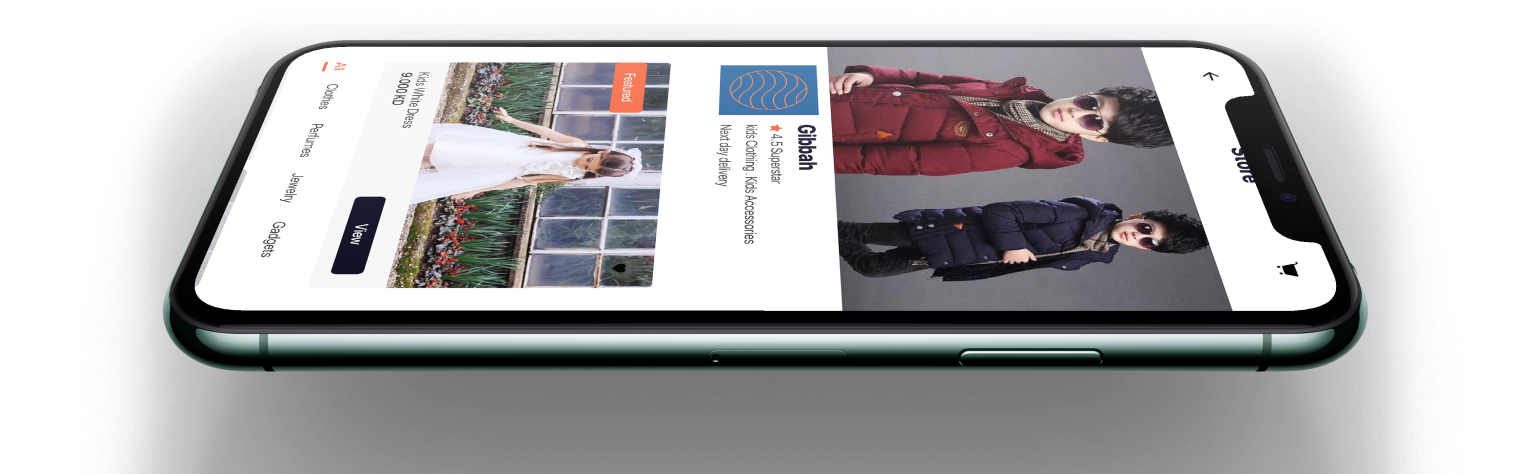 Store
Gibbah
4.5 Superstar
kids Clothing . Kids Accessories
Next day delivery
Featured
Kids White Dress
9.000 KD
View
All
Clothes
Perfumes
Jewelry
Gadgets